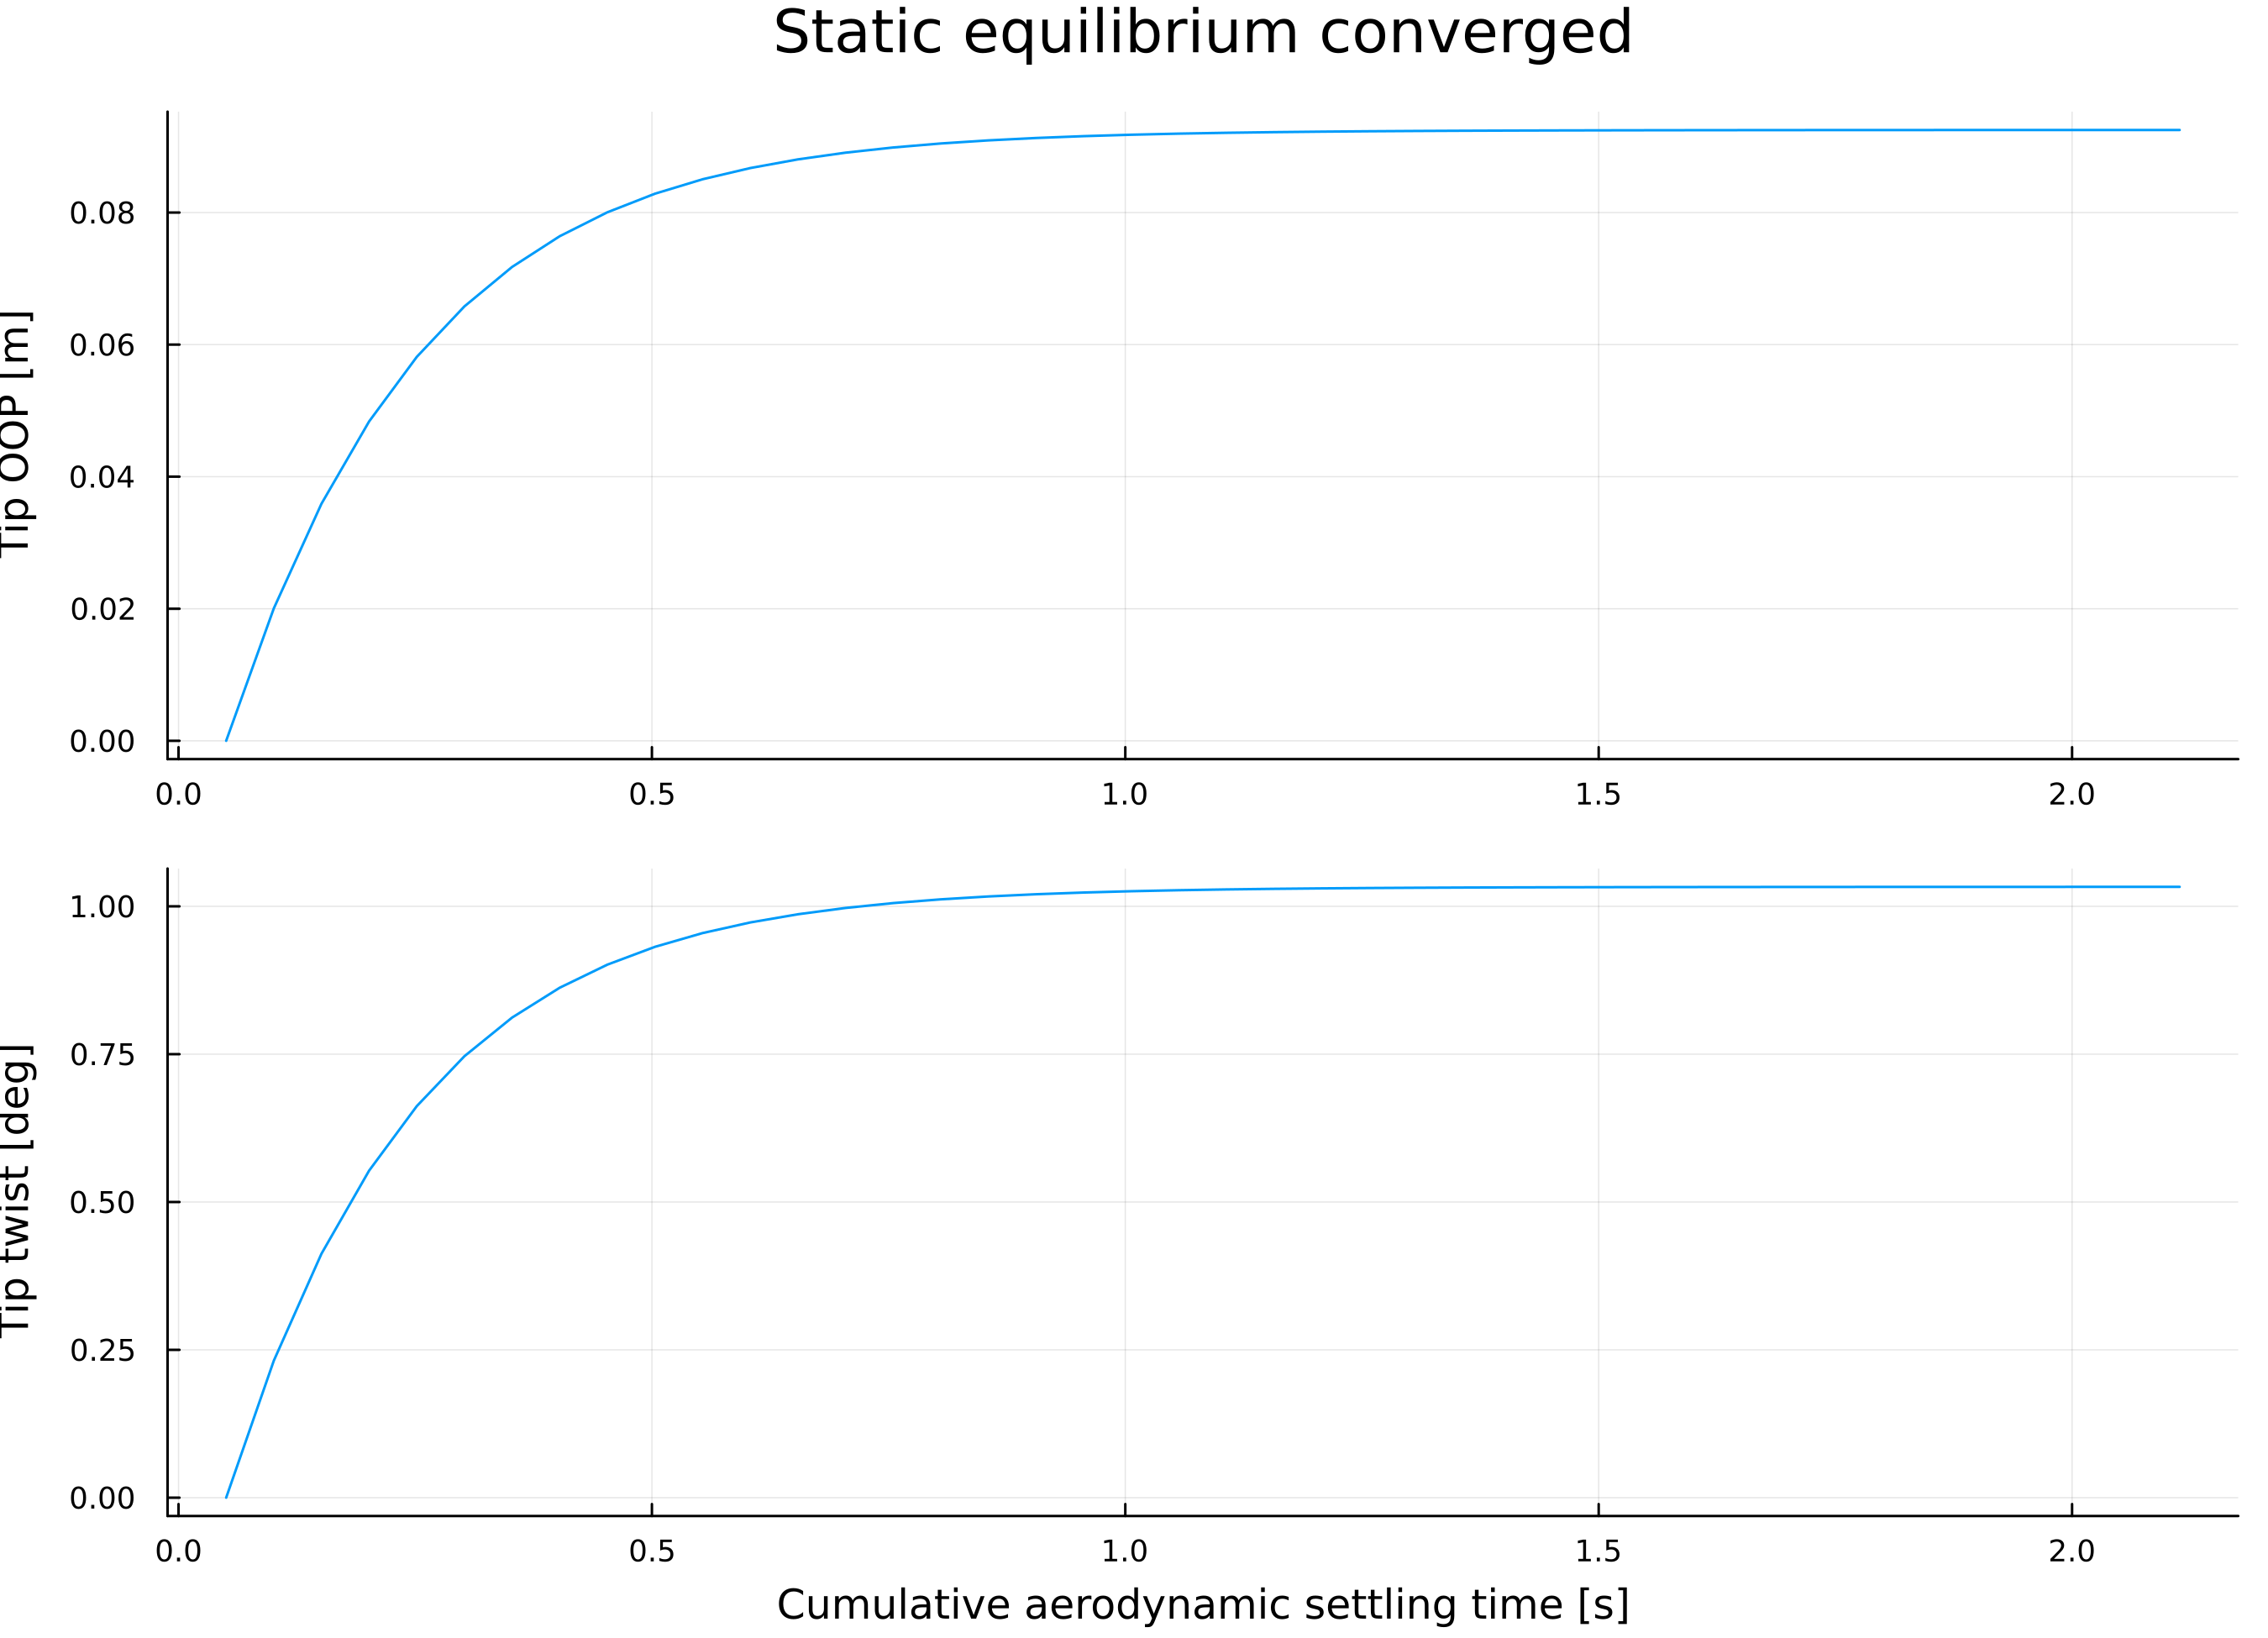 Static equilibrium converged
Tip OOP [m]
0.08
0.06
0.04
0.02
0.00
0.0 0.5 1.0 1.5 2.0
Tip twist [deg]
1.00
0.75
0.50
0.25
0.00
0.0 0.5 1.0 1.5 2.0
Cumulative aerodynamic settling time [s]